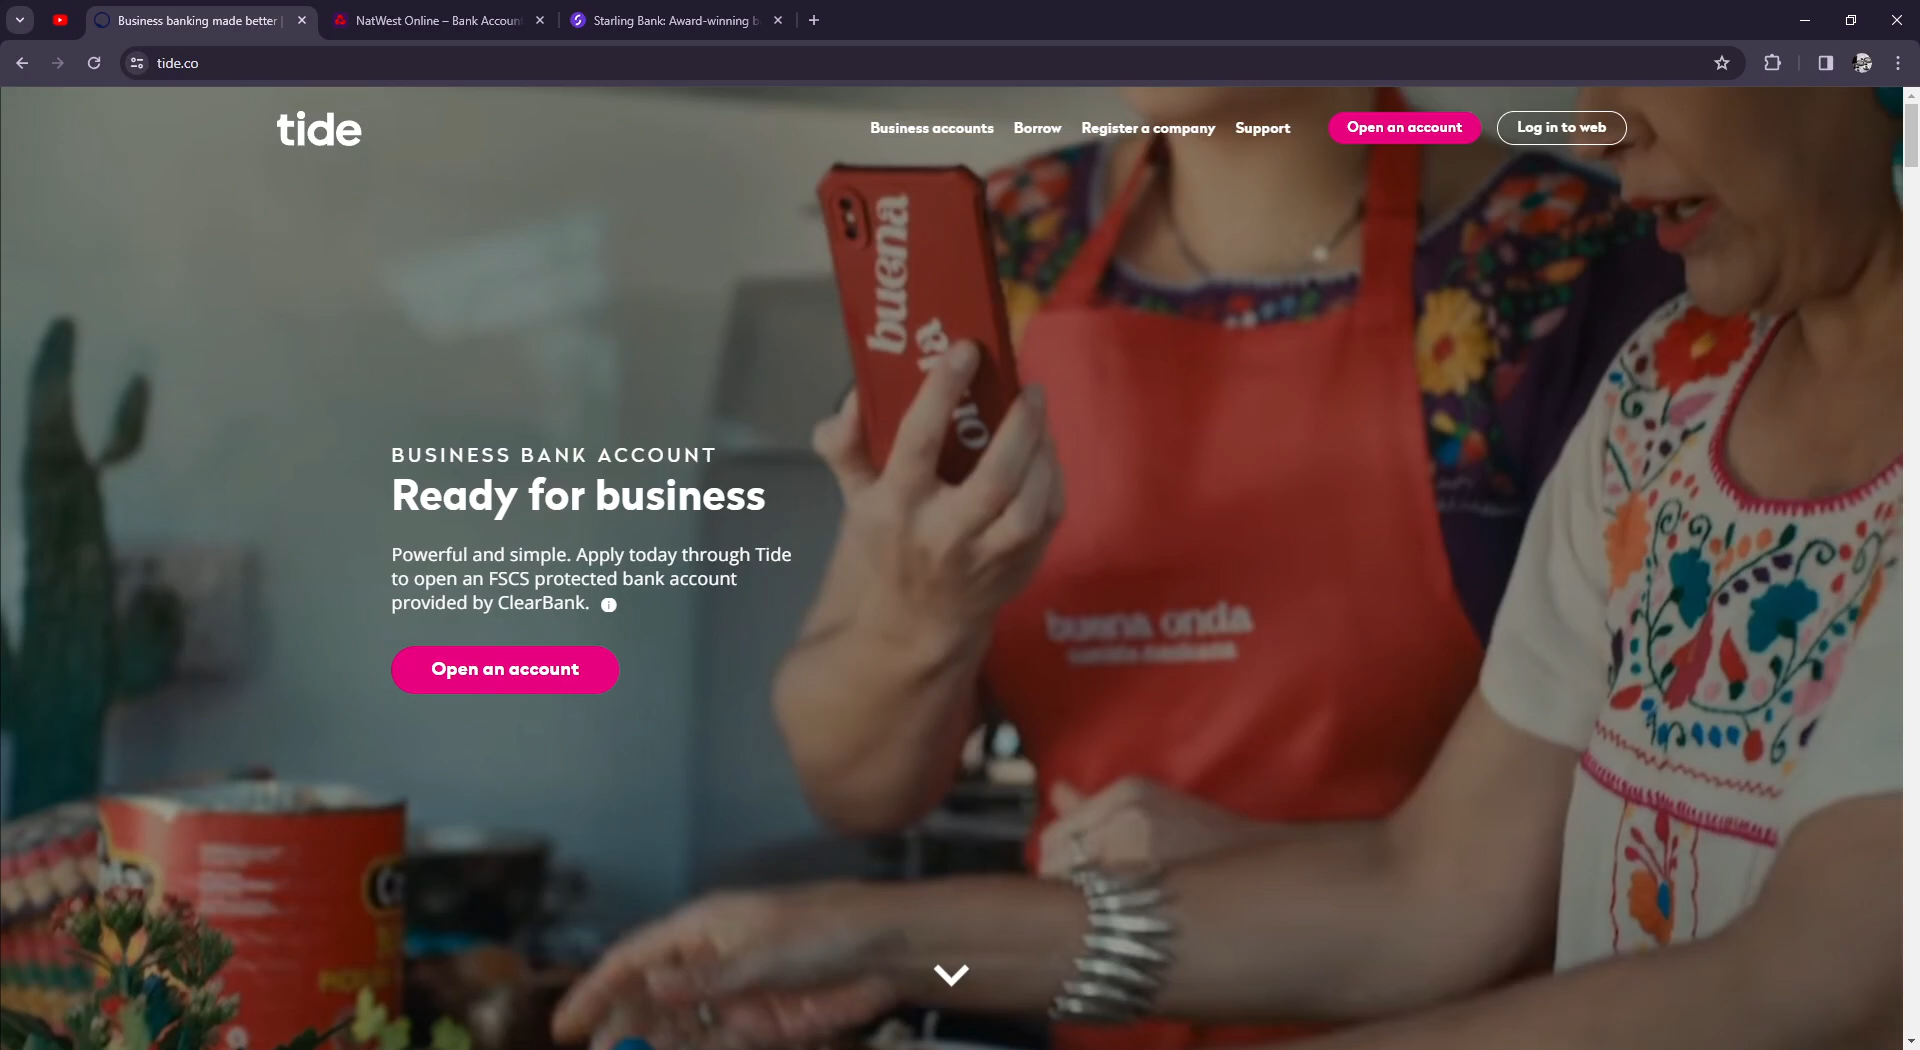 Business banking made better |
NatWest Online – Bank Accoun
Starling Bank: Award-winning b
tide.co
tide
Business accounts
Borrow
Register a company
Support
Open an account
Log in to web
buena
BUSINESS BANK ACCOUNT
Ready for business
Powerful and simple. Apply today through Tide
to open an FSCS protected bank account
provided by ClearBank.
Open an account
buena onda